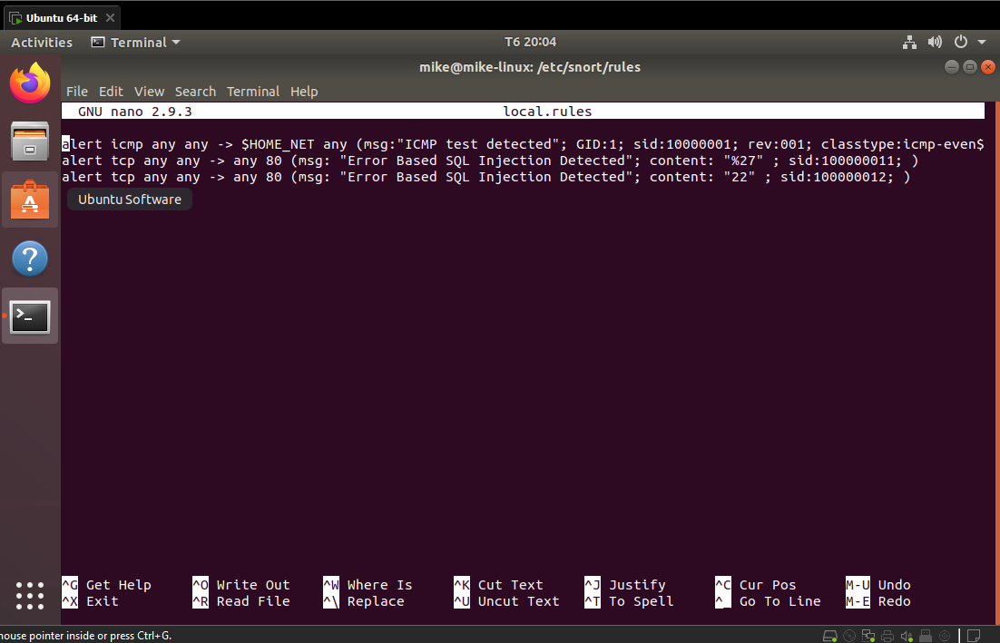 Ubuntu 64-bit
Activities Terminal T6 20:04
mike@mike-linux: /etc/snort/rules
File Edit View Search Terminal Help
GNU nano 2.9.3 local.rules
alert icmp any any -> $HOME_NET any (msg:"ICMP test detected"; GID:1; sid:10000001; rev:001; classtype:icmp-even$
alert tcp any any -> any 80 (msg: "Error Based SQL Injection Detected"; content: "%27" ; sid:100000011; )
alert tcp any any -> any 80 (msg: "Error Based SQL Injection Detected"; content: "22" ; sid:100000012; )
Ubuntu Software
^G Get Help ^O Write Out ^W Where Is ^K Cut Text ^J Justify ^C Cur Pos M-U Undo
^X Exit ^R Read File ^\ Replace ^U Uncut Text ^T To Spell ^_ Go To Line M-E Redo
mouse pointer inside or press Ctrl+G.